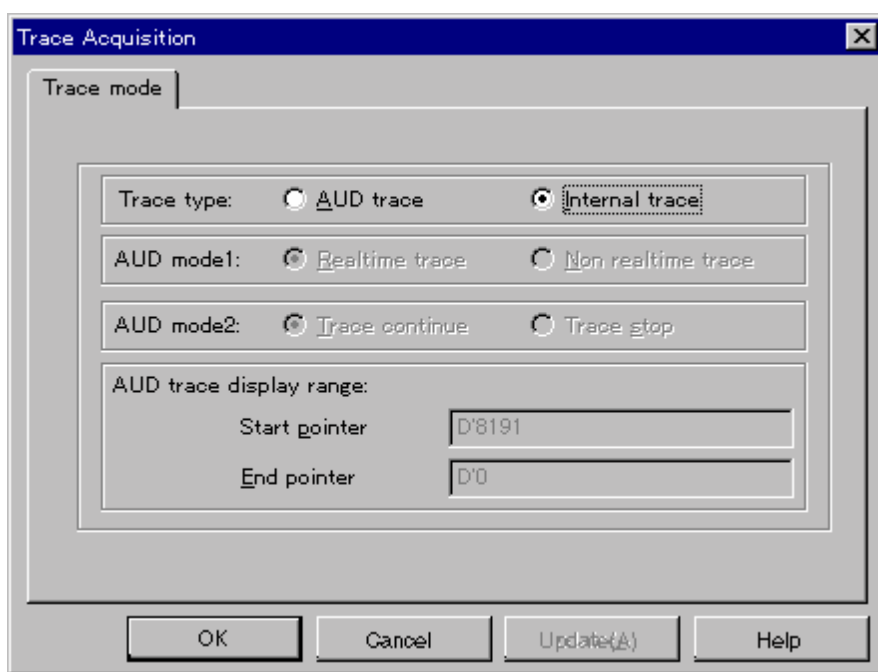 Trace Acquisition
Trace mode
Trace type: AUD trace Internal trace
AUD mode1: Realtime trace Non realtime trace
AUD mode2: Trace continue Trace stop
AUD trace display range:
Start pointer D'8191
End pointer D'0
OK Cancel Update(A) Help